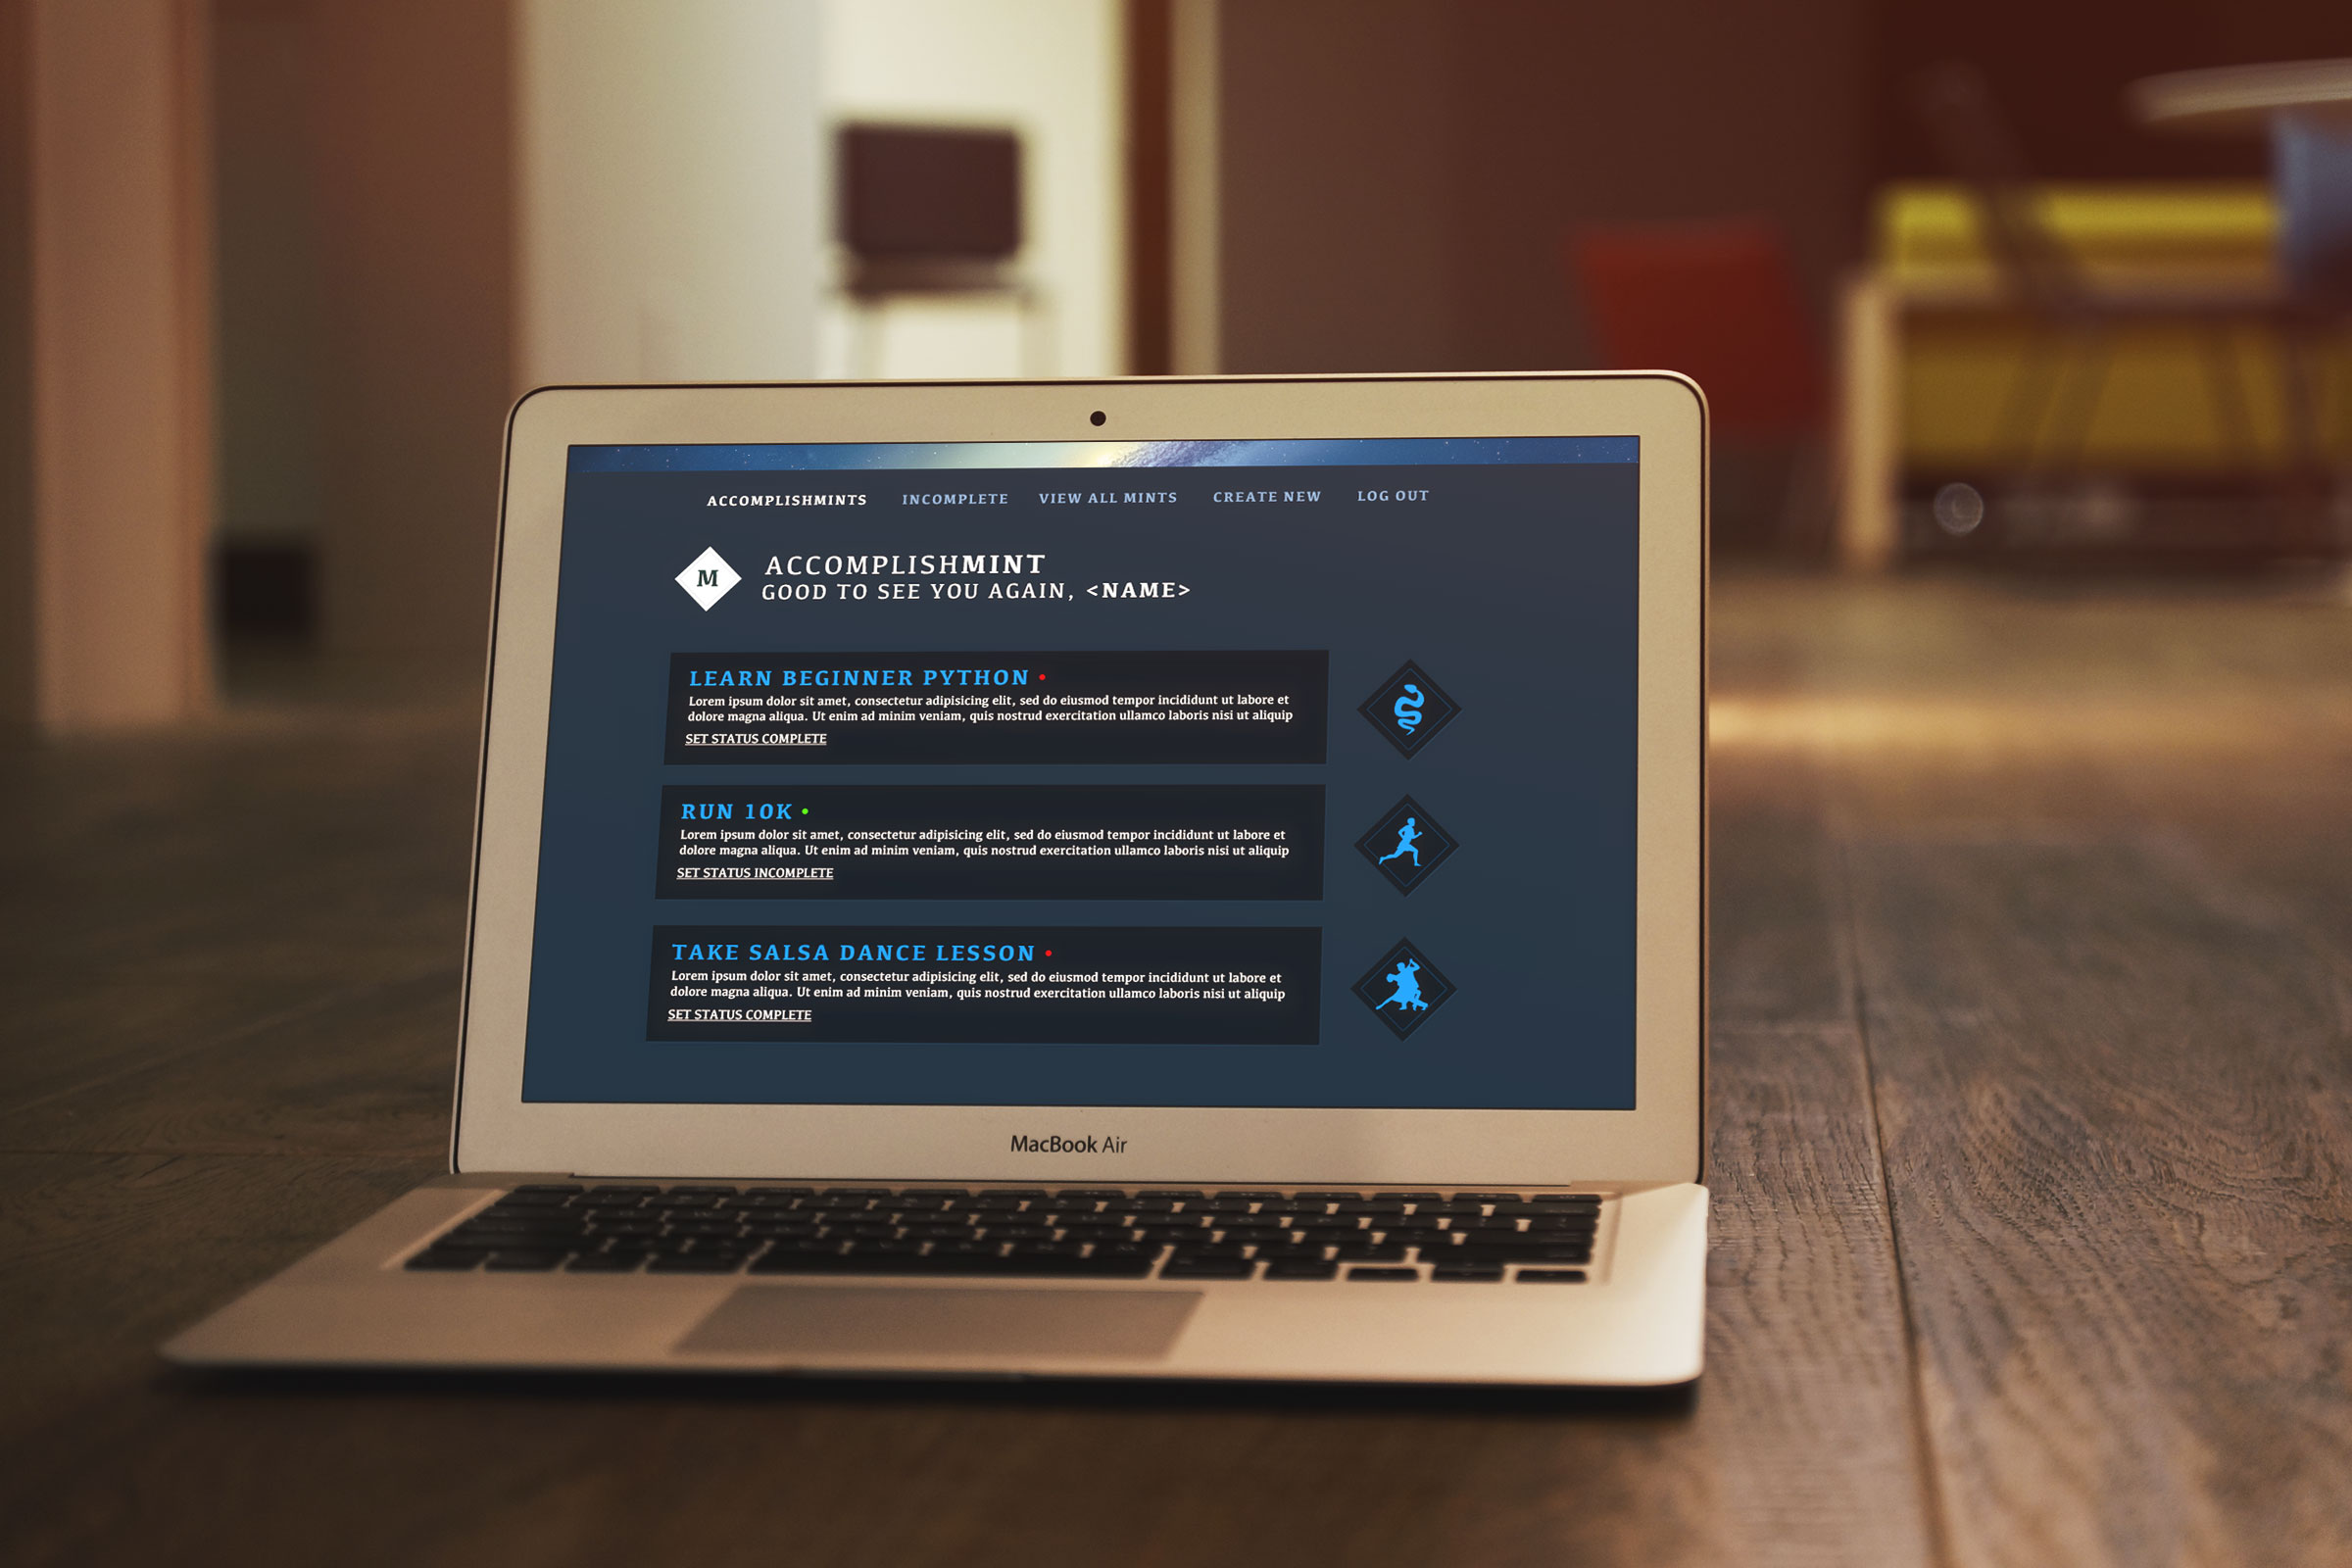 ACCOMPLISHMINTS INCOMPLETE VIEW ALL MINTS CREATE NEW LOG OUT
M
ACCOMPLISHMINT
GOOD TO SEE YOU AGAIN, <NAME>
LEARN BEGINNER PYTHON •
Lorem ipsum dolor sit amet, consectetur adipisicing elit, sed do eiusmod tempor incididunt ut labore et
dolore magna aliqua. Ut enim ad minim veniam, quis nostrud exercitation ullamco laboris nisi ut aliquip
SET STATUS COMPLETE
RUN 10K •
Lorem ipsum dolor sit amet, consectetur adipisicing elit, sed do eiusmod tempor incididunt ut labore et
dolore magna aliqua. Ut enim ad minim veniam, quis nostrud exercitation ullamco laboris nisi ut aliquip
SET STATUS INCOMPLETE
TAKE SALSA DANCE LESSON •
Lorem ipsum dolor sit amet, consectetur adipisicing elit, sed do eiusmod tempor incididunt ut labore et
dolore magna aliqua. Ut enim ad minim veniam, quis nostrud exercitation ullamco laboris nisi ut aliquip
SET STATUS COMPLETE
MacBook Air